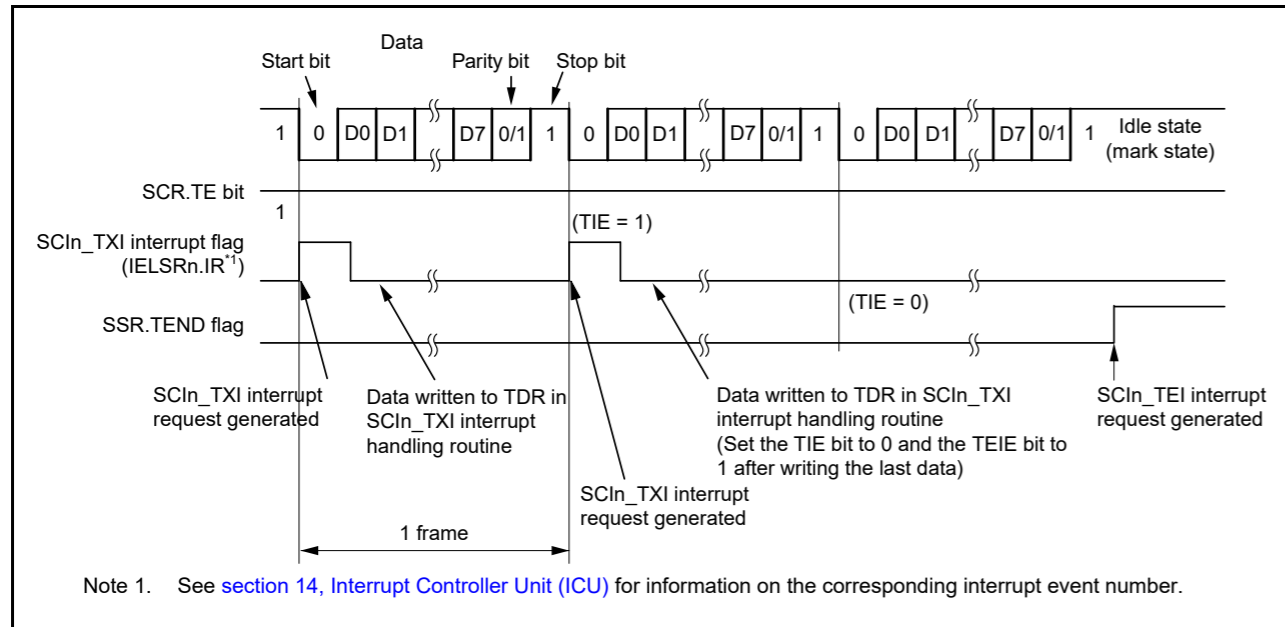 Data
Start bit
Parity bit
Stop bit
1 0 D0 D1 D7 0/1 1 0 D0 D1 D7 0/1 1 0 D0 D1 D7 0/1 1
Idle state
(mark state)
SCR.TE bit
1
(TIE = 1)
SCIn_TXI interrupt flag
(IELSRn.IR*1)
(TIE = 0)
SSR.TEND flag
SCIn_TXI interrupt
request generated
Data written to TDR in
SCIn_TXI interrupt
handling routine
Data written to TDR in SCIn_TXI
interrupt handling routine
(Set the TIE bit to 0 and the TEIE bit to
1 after writing the last data)
SCIn_TEI interrupt
request generated
SCIn_TXI interrupt
request generated
1 frame
Note 1. See section 14, Interrupt Controller Unit (ICU) for information on the corresponding interrupt event number.